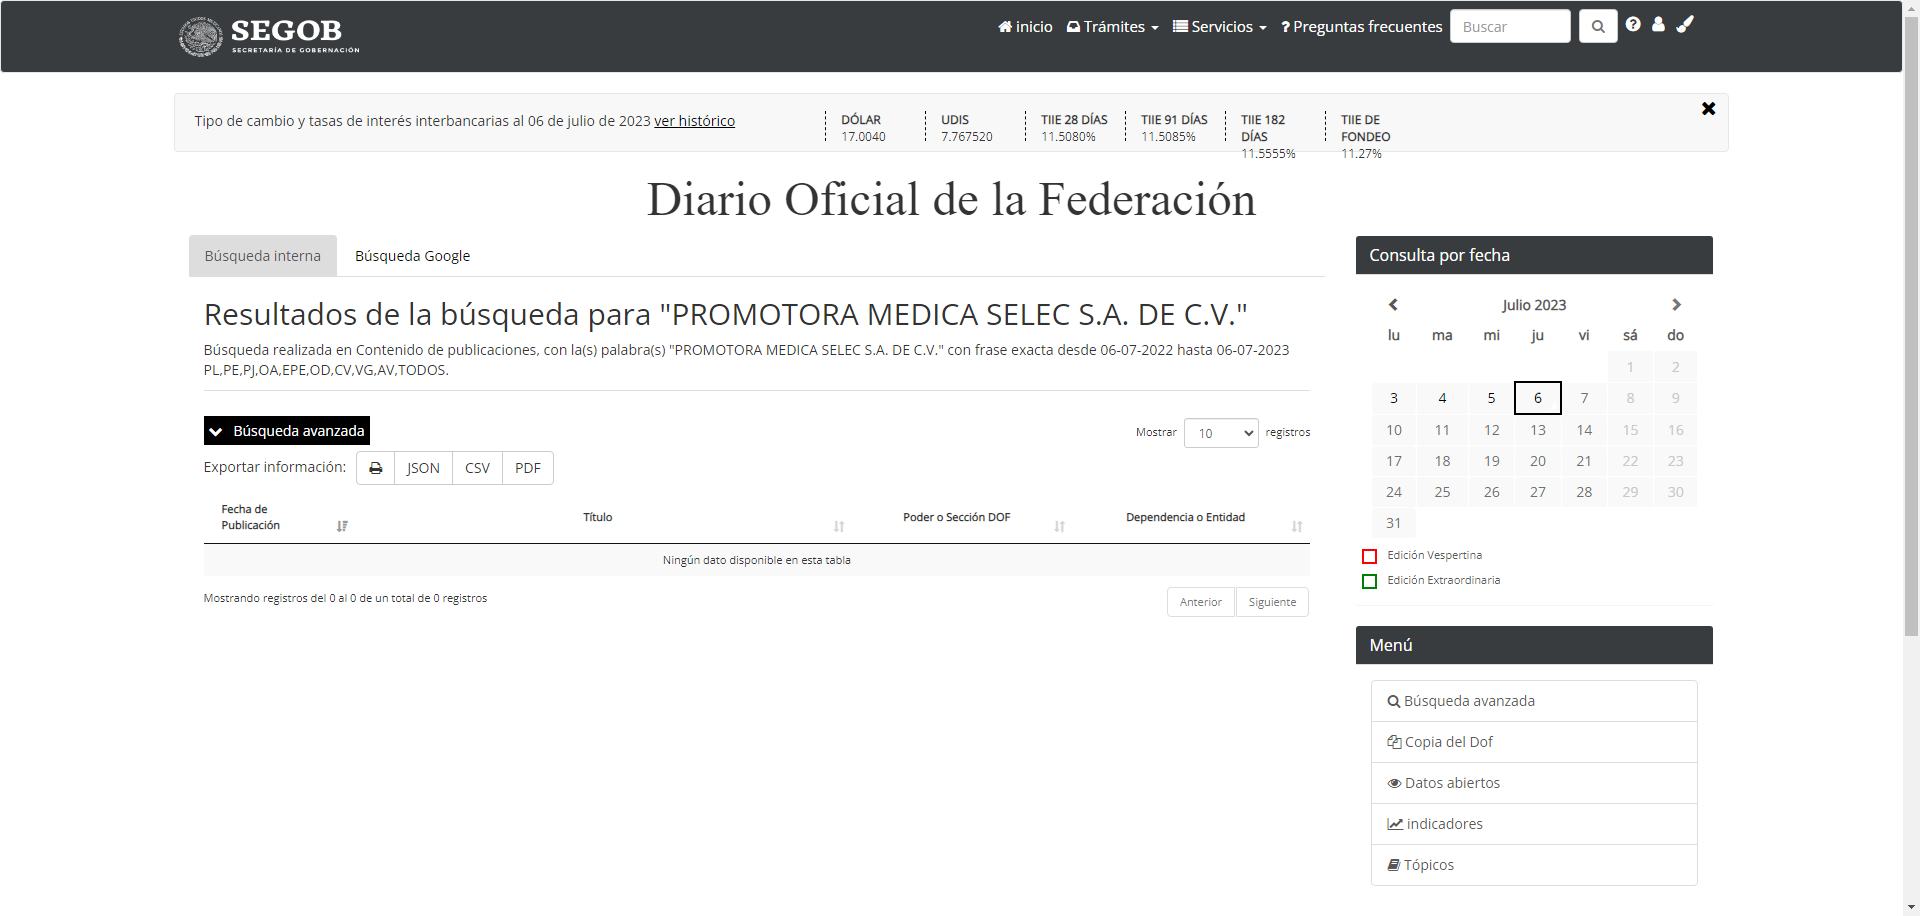 SEGOB
SECRETARÍA DE GOBERNACIÓN
inicio
Trámites
Servicios
? Preguntas frecuentes
Buscar
Tipo de cambio y tasas de interés interbancarias al 06 de julio de 2023 ver histórico
DÓLAR
17.0040
UDIS
7.767520
TIIE 28 DÍAS
11.5080%
TIIE 91 DÍAS
11.5085%
TIIE 182
DÍAS
11.5555%
TIIE DE
FONDEO
11.27%
Diario Oficial de la Federación
Búsqueda interna
Búsqueda Google
Resultados de la búsqueda para "PROMOTORA MEDICA SELEC S.A. DE C.V."
Búsqueda realizada en Contenido de publicaciones, con la(s) palabra(s) "PROMOTORA MEDICA SELEC S.A. DE C.V." con frase exacta desde 06-07-2022 hasta 06-07-2023
PL,PE,PJ,OA,EPE,OD,CV,VG,AV,TODOS.
Búsqueda avanzada
Mostrar 10 registros
Exportar información:
JSON
CSV
PDF
Fecha de
Publicación
Título
Poder o Sección DOF
Dependencia o Entidad
Ningún dato disponible en esta tabla
Mostrando registros del 0 al 0 de un total de 0 registros
Anterior
Siguiente
Consulta por fecha
Julio 2023
lu ma mi ju vi sá do
1 2
3 4 5 6 7 8 9
10 11 12 13 14 15 16
17 18 19 20 21 22 23
24 25 26 27 28 29 30
31
Edición Vespertina
Edición Extraordinaria
Menú
Búsqueda avanzada
Copia del Dof
Datos abiertos
indicadores
Tópicos